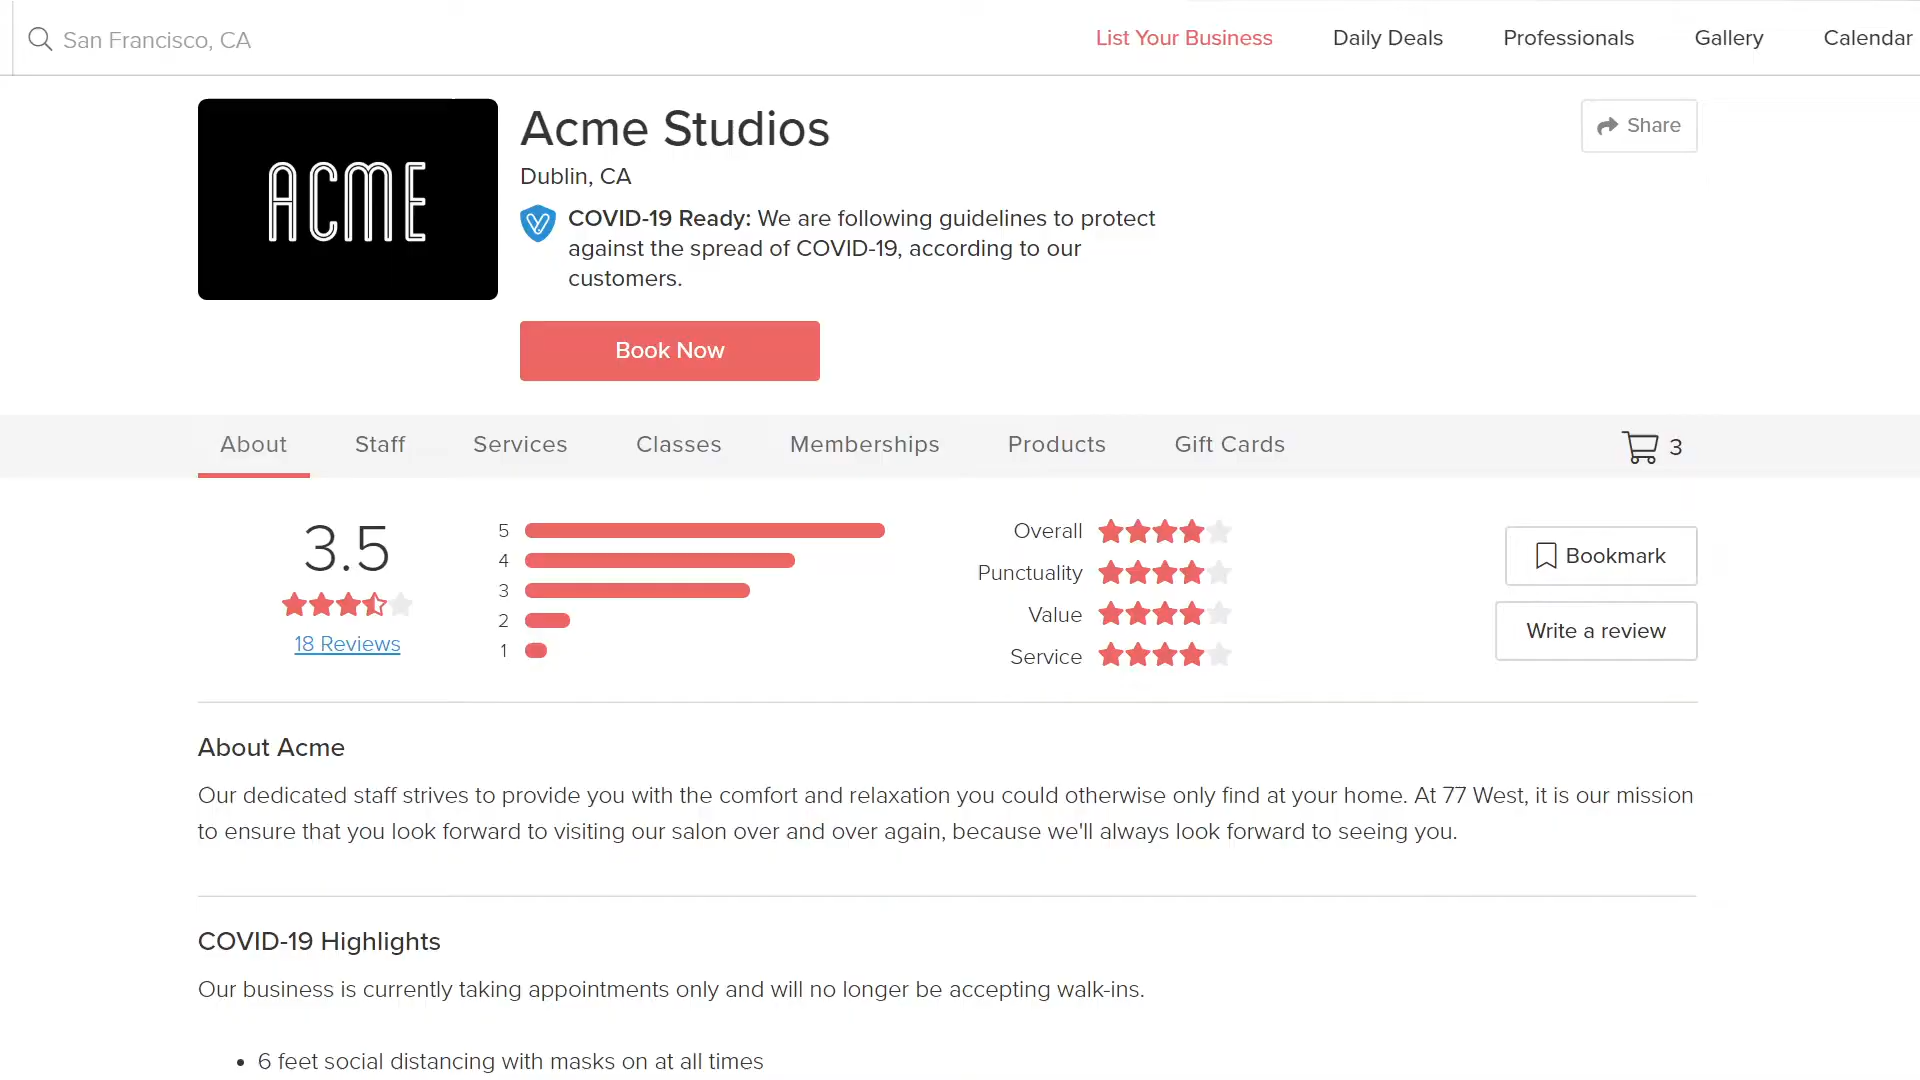 San Francisco, CA
List Your Business
Daily Deals
Professionals
Gallery
Calendar
ACME
Acme Studios
Dublin, CA
COVID-19 Ready: We are following guidelines to protect
against the spread of COVID-19, according to our
customers.
Share
Book Now
About
Staff
Services
Classes
Memberships
Products
Gift Cards
3
3.5
18 Reviews
5
4
3
2
1
Overall
Punctuality
Value
Service
Bookmark
Write a review
About Acme
Our dedicated staff strives to provide you with the comfort and relaxation you could otherwise only find at your home. At 77 West, it is our mission
to ensure that you look forward to visiting our salon over and over again, because we'll always look forward to seeing you.
COVID-19 Highlights
Our business is currently taking appointments only and will no longer be accepting walk-ins.
• 6 feet social distancing with masks on at all times